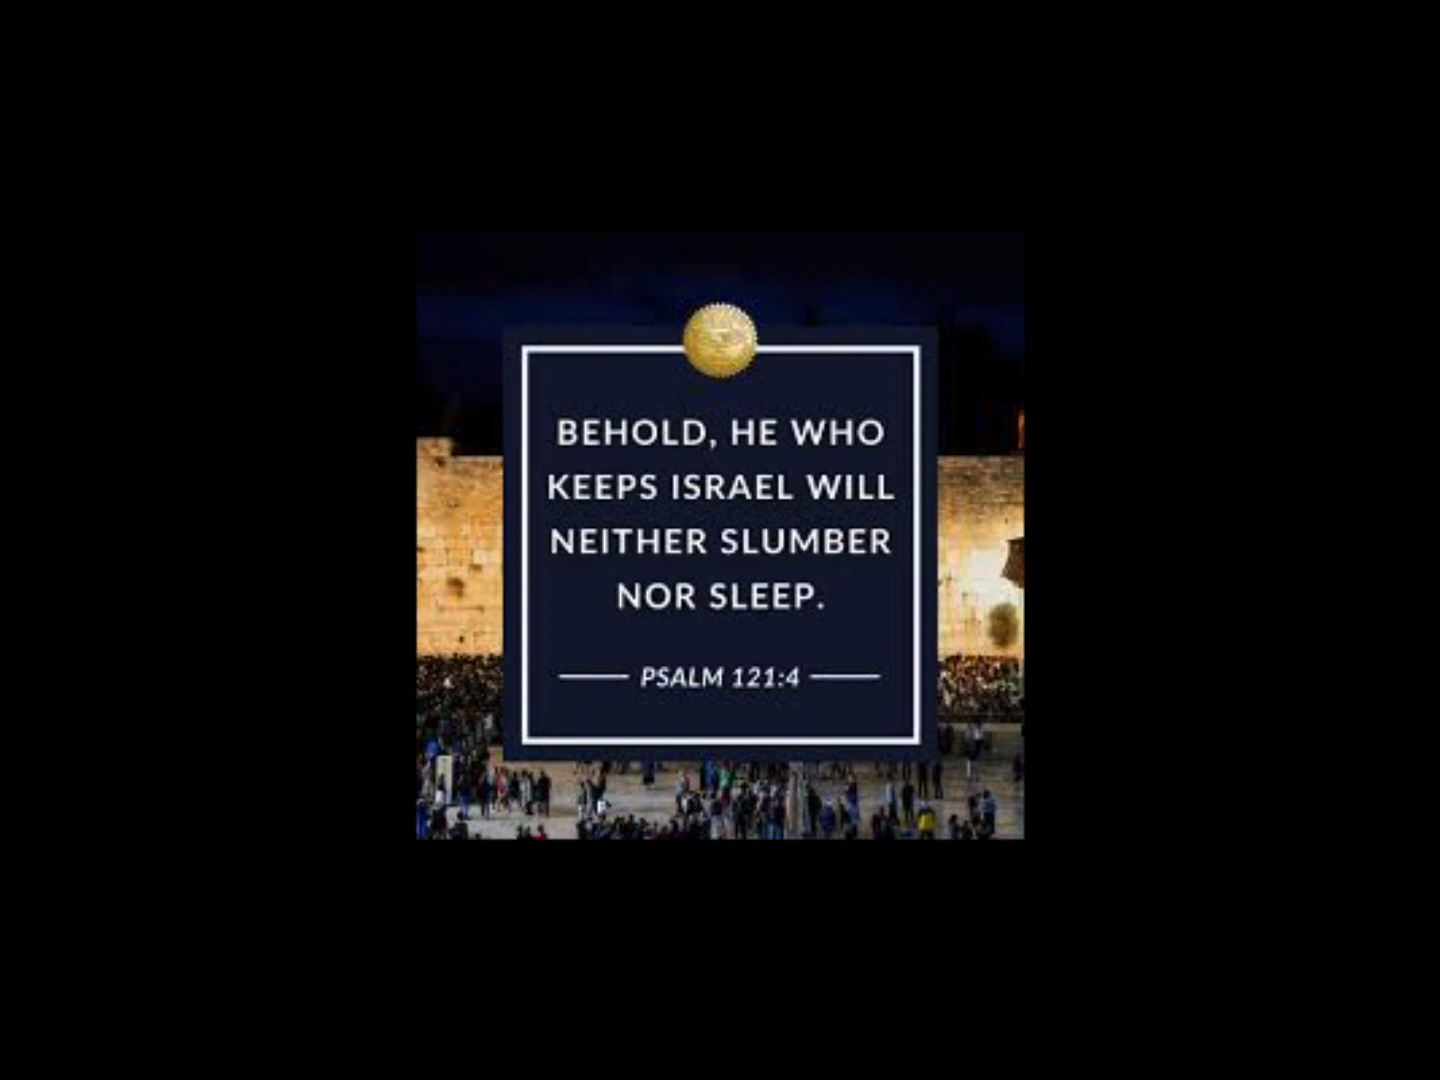 BEHOLD, HE WHO
KEEPS ISRAEL WILL
NEITHER SLUMBER
NOR SLEEP.
PSALM 121:4